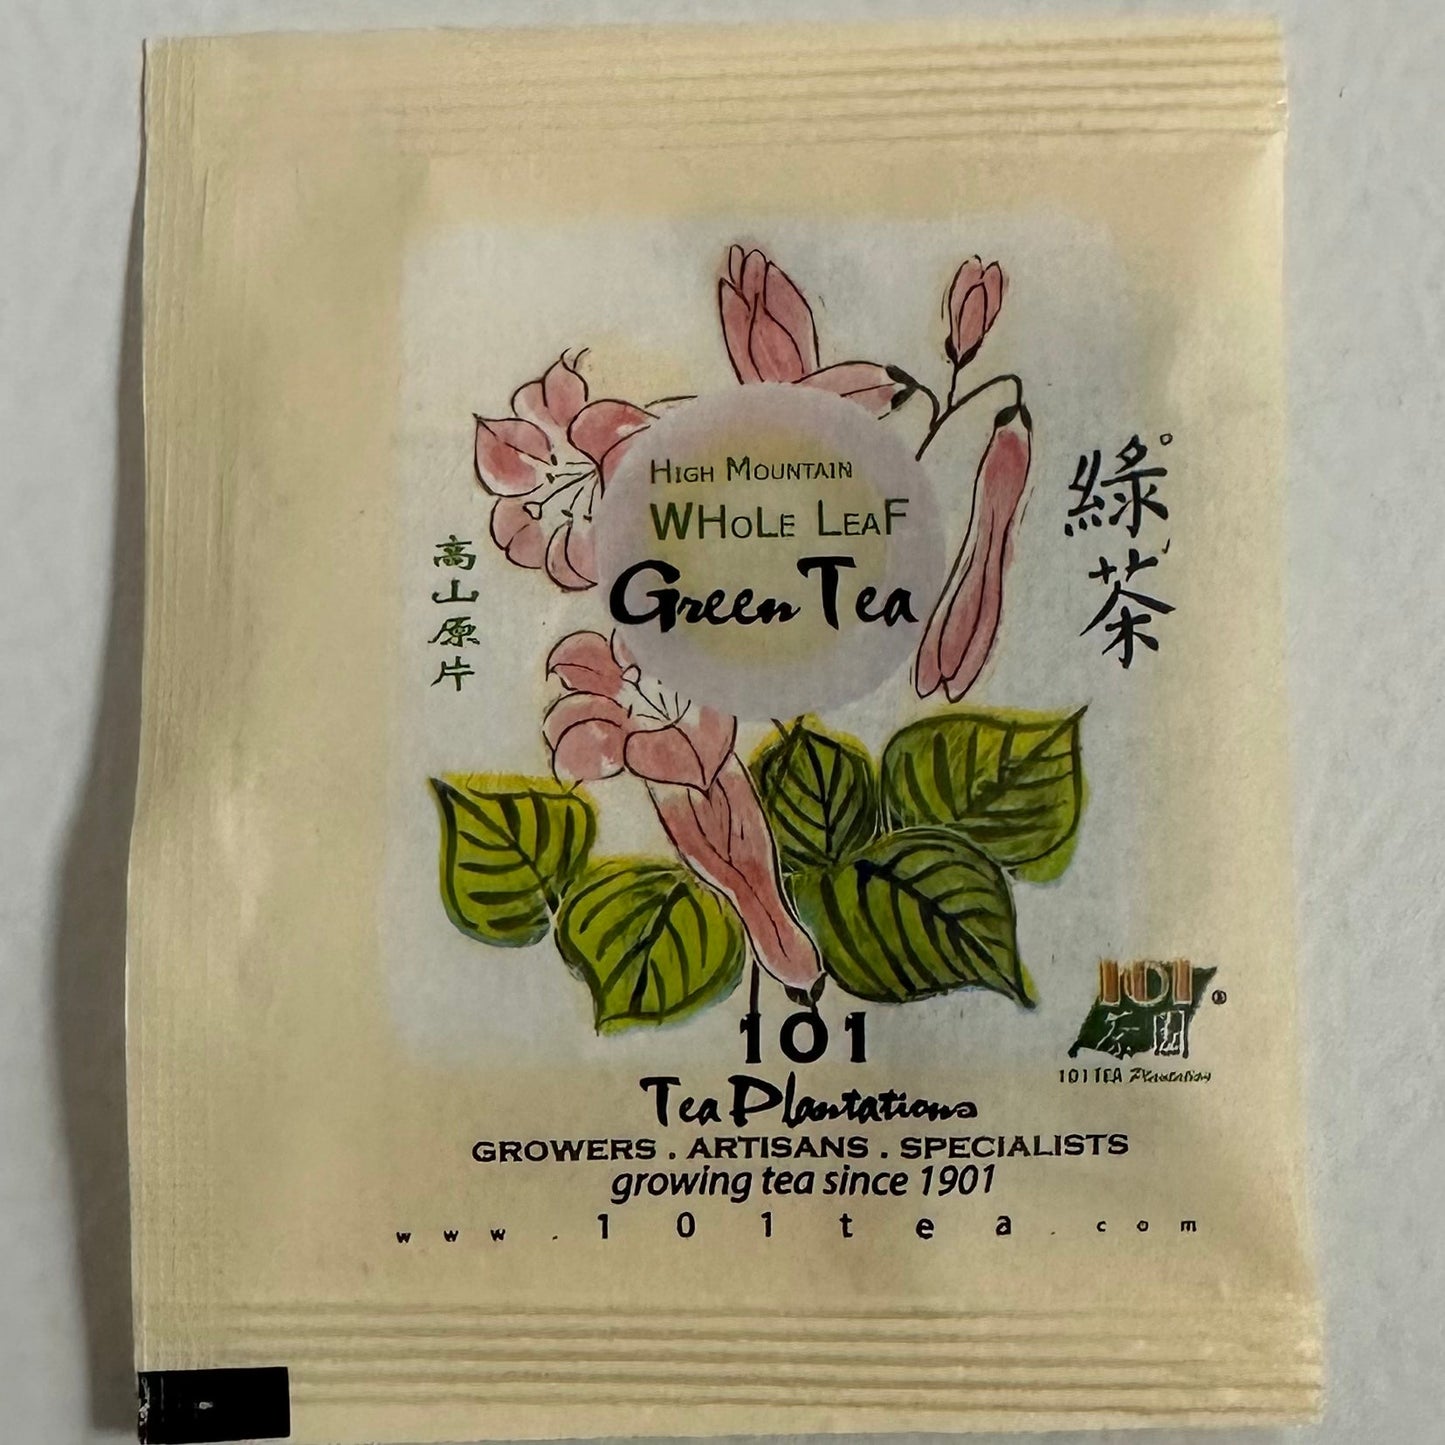 HIGH MOUNTAIN
WHOLE LEAF
Green Tea
高山原片
綠茶
101
茶園
101 TEA Plantations
101
Tea Plantations
GROWERS . ARTISANS . SPECIALISTS
growing tea since 1901
www.101tea.com